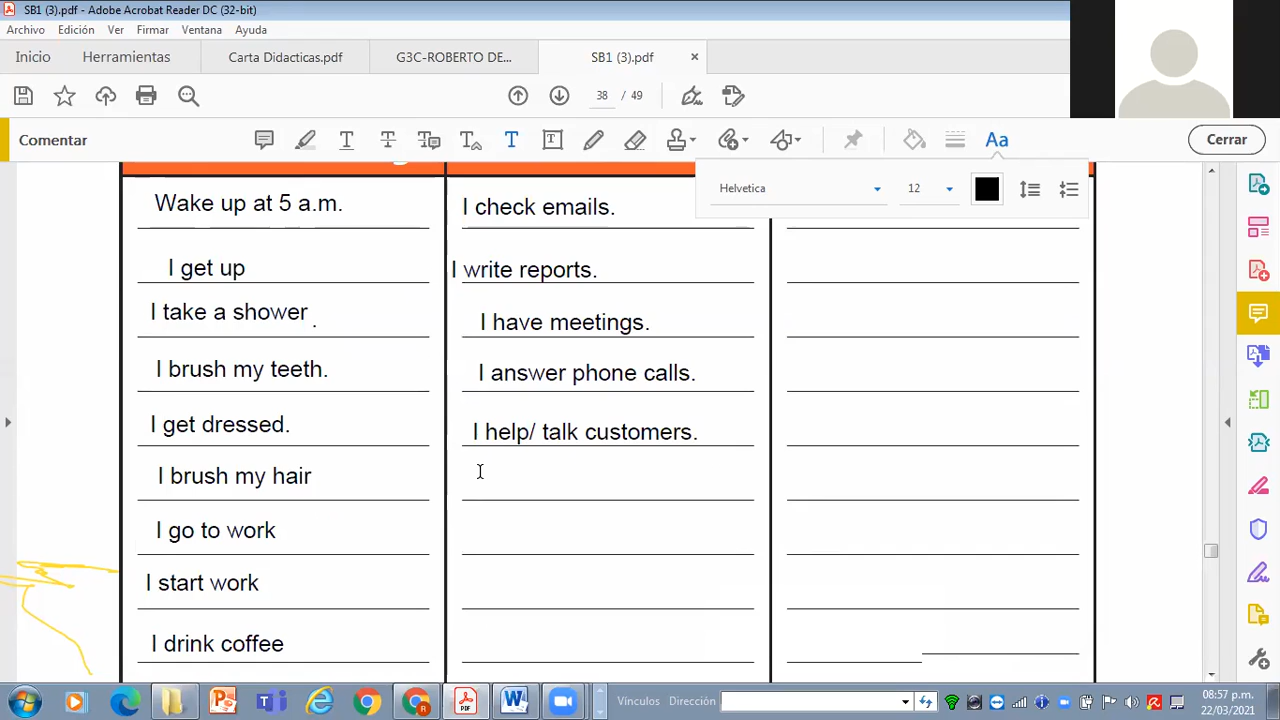 SB1 (3).pdf - Adobe Acrobat Reader DC (32-bit)
Archivo Edición Ver Firmar Ventana Ayuda
Inicio Herramientas Carta Didacticas.pdf G3C-ROBERTO DE... SB1 (3).pdf ×
38 / 49
Comentar Aa Cerrar
Helvetica 12
Wake up at 5 a.m.
I get up
I take a shower .
I brush my teeth.
I get dressed.
I brush my hair
I go to work
I start work
I drink coffee
I check emails.
I write reports.
I have meetings.
I answer phone calls.
I help/ talk customers.
Vínculos Dirección
08:57 p.m.
22/03/2021